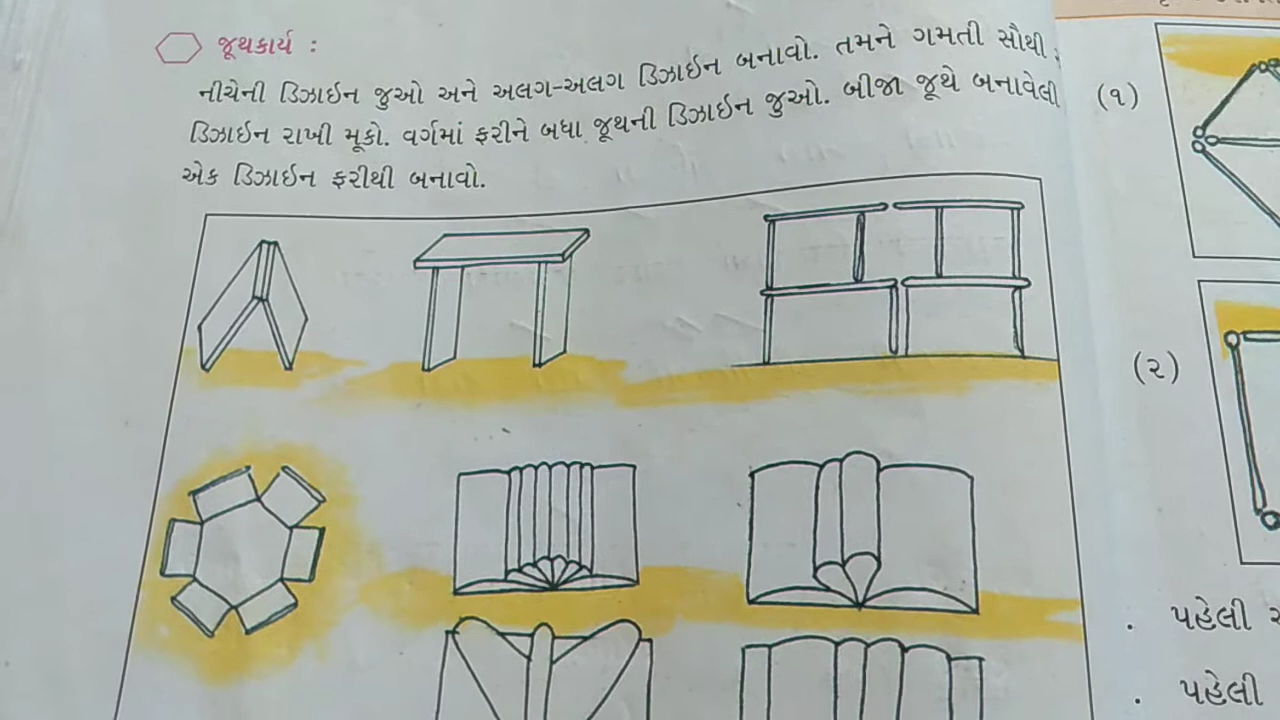 જૂથકાર્ય :
નીચેની ડિઝાઈન જુઓ અને અલગ-અલગ ડિઝાઈન બનાવો. તમને ગમતી સૌથી
ડિઝાઈન રાખી મૂકો. વર્ગમાં ફરીને બધા જૂથની ડિઝાઈન જુઓ. બીજા જૂથે બનાવેલી
એક ડિઝાઈન ફરીથી બનાવો.
(૧)
(૨)
. પહેલી
. પહેલી